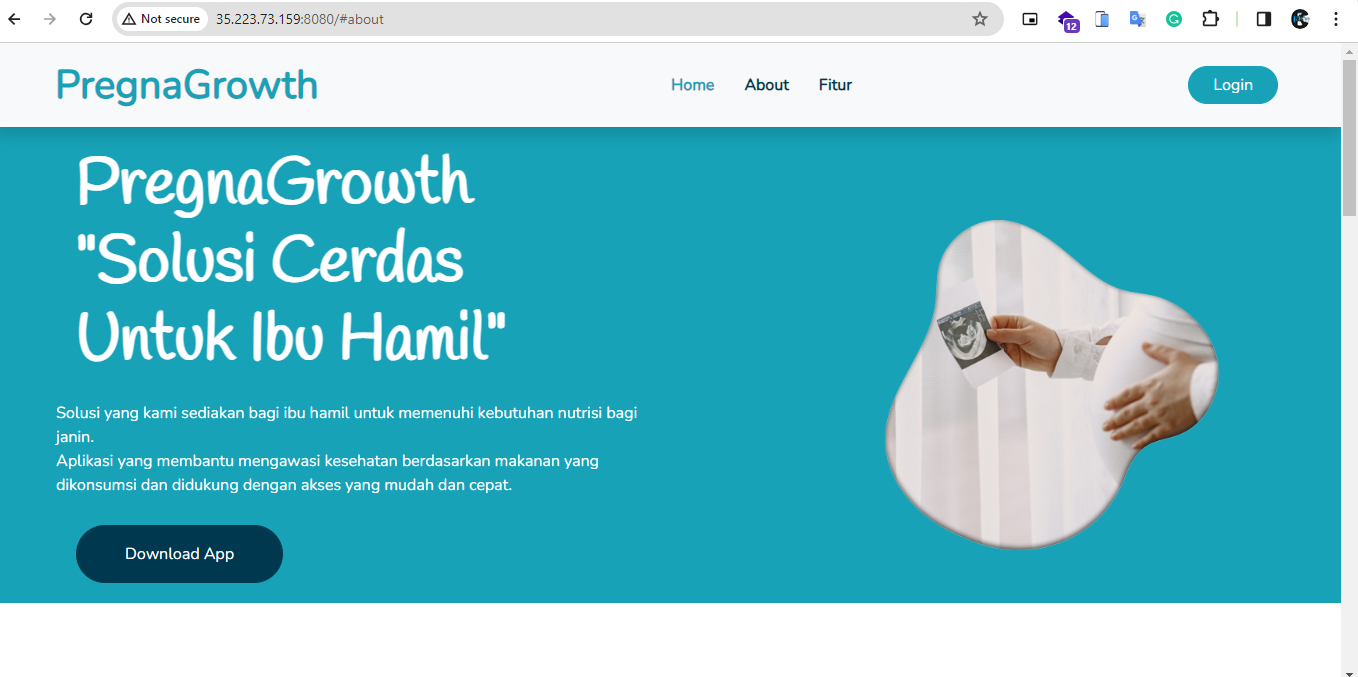 Not secure
35.223.73.159:8080/#about
12
PregnaGrowth
Home
About
Fitur
Login
PregnaGrowth
"Solusi Cerdas
Untuk Ibu Hamil"
Solusi yang kami sediakan bagi ibu hamil untuk memenuhi kebutuhan nutrisi bagi
janin.
Aplikasi yang membantu mengawasi kesehatan berdasarkan makanan yang
dikonsumsi dan didukung dengan akses yang mudah dan cepat.
Download App